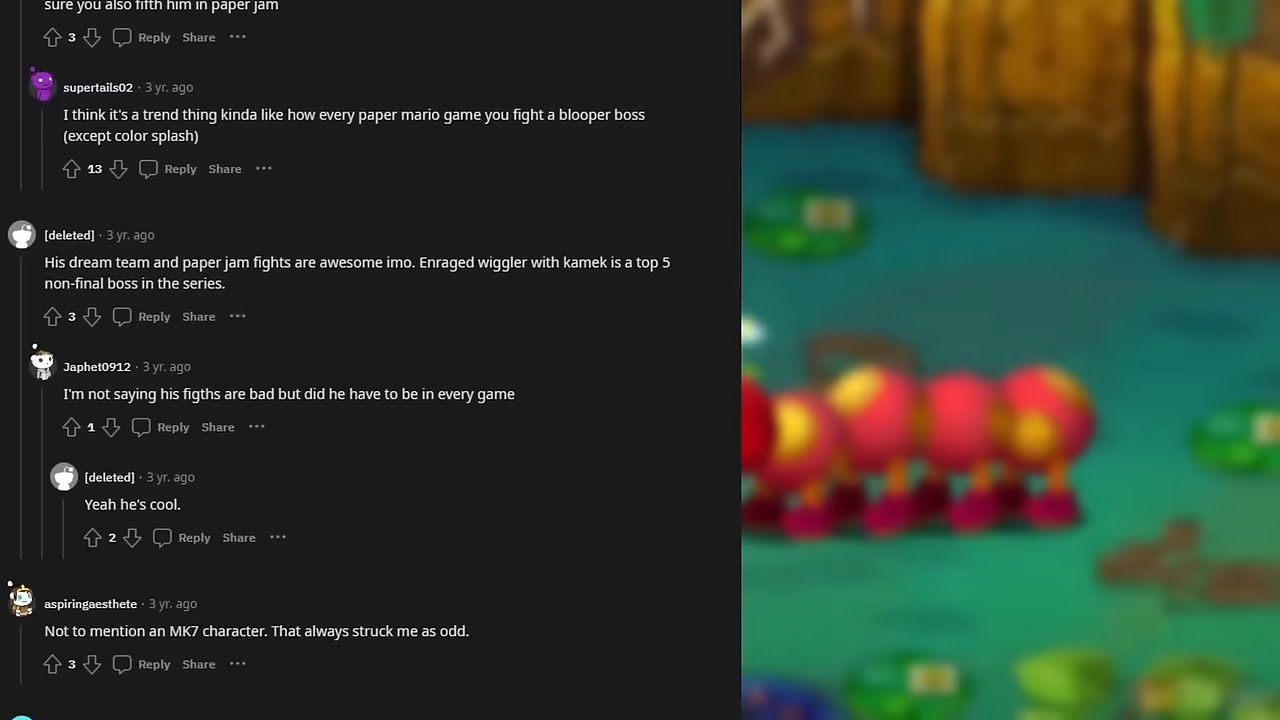 sure you also fifth him in paper jam
3 Reply Share
supertails02 · 3 yr. ago
I think it's a trend thing kinda like how every paper mario game you fight a blooper boss
(except color splash)
13 Reply Share
[deleted] · 3 yr. ago
His dream team and paper jam fights are awesome imo. Enraged wiggler with kamek is a top 5
non-final boss in the series.
3 Reply Share
Japhet0912 · 3 yr. ago
I'm not saying his figths are bad but did he have to be in every game
1 Reply Share
[deleted] · 3 yr. ago
Yeah he's cool.
2 Reply Share
aspiringaesthete · 3 yr. ago
Not to mention an MK7 character. That always struck me as odd.
3 Reply Share